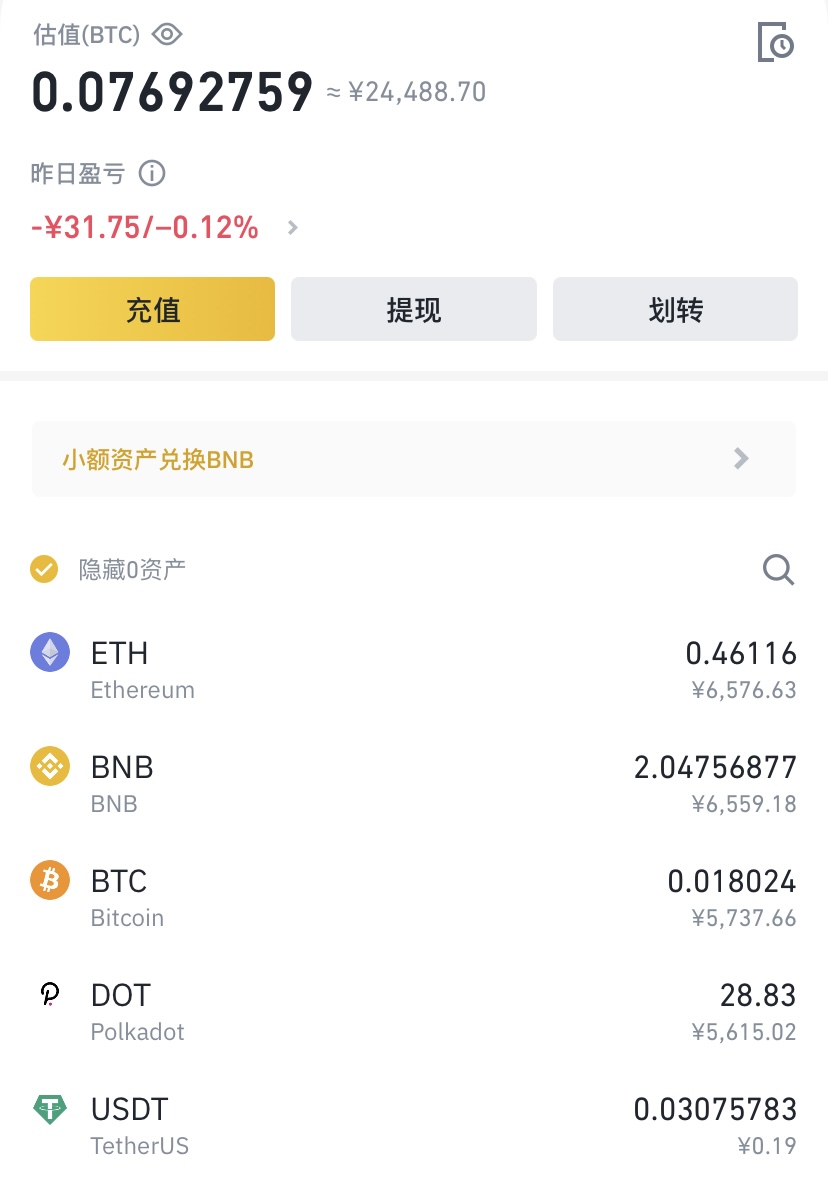 估值(BTC)
0.07692759 ≈ ¥24,488.70
昨日盈亏
-¥31.75/−0.12%
充值 提现 划转
小额资产兑换BNB
隐藏0资产
ETH 0.46116
Ethereum ¥6,576.63
BNB 2.04756877
BNB ¥6,559.18
BTC 0.018024
Bitcoin ¥5,737.66
DOT 28.83
Polkadot ¥5,615.02
USDT 0.03075783
TetherUS ¥0.19